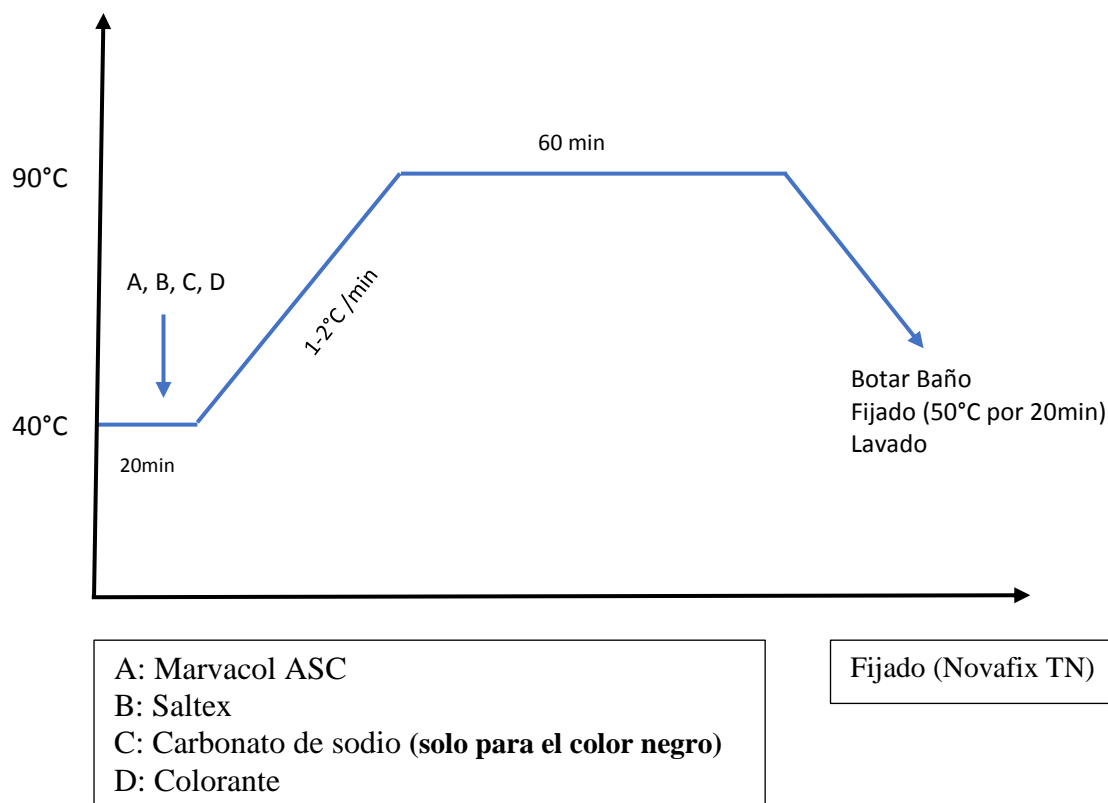 60 min
90°C
A, B, C, D
1-2°C /min
Botar Baño
Fijado (50°C por 20min)
Lavado
40°C
20min
A: Marvacol ASC
B: Saltex
C: Carbonato de sodio (solo para el color negro)
D: Colorante
Fijado (Novafix TN)